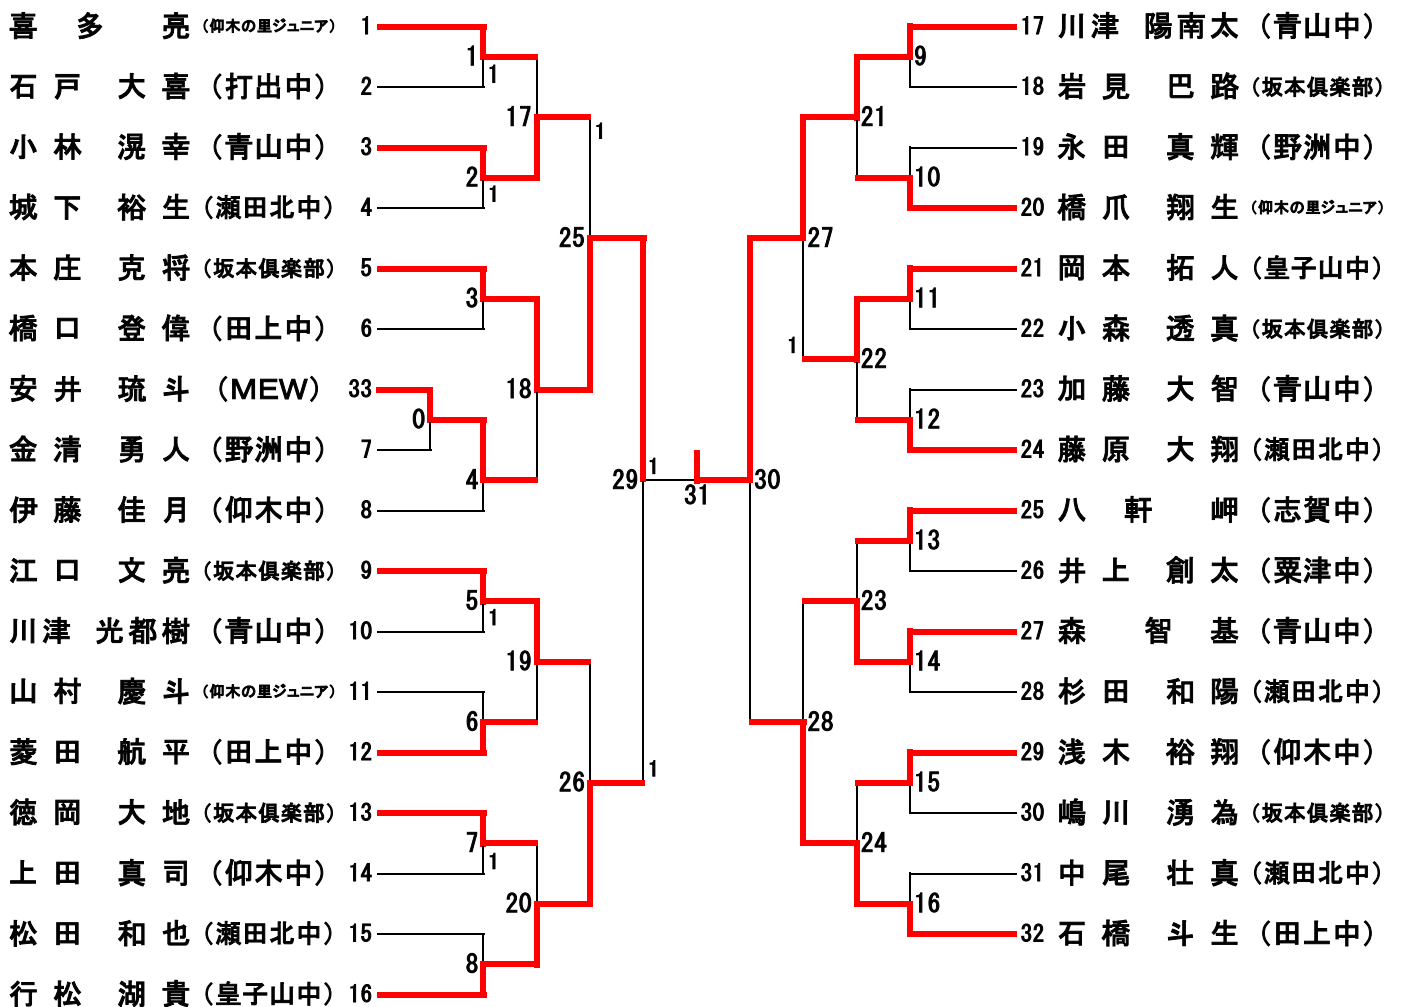 喜多 亮 (仰木の里ジュニア) 1
石戸 大喜 (打出中) 2
小林 滉幸 (青山中) 3
城下 裕生 (瀬田北中) 4
本庄 克将 (坂本倶楽部) 5
橋口 登偉 (田上中) 6
安井 琉斗 (MEW) 33
金清 勇人 (野洲中) 7
伊藤 佳月 (仰木中) 8
江口 文亮 (坂本倶楽部) 9
川津 光都樹 (青山中) 10
山村 慶斗 (仰木の里ジュニア) 11
菱田 航平 (田上中) 12
徳岡 大地 (坂本倶楽部) 13
上田 真司 (仰木中) 14
松田 和也 (瀬田北中) 15
行松 湖貴 (皇子山中) 16
0
1
1
2
1
3
4
5
1
6
7
1
8
17
1
18
19
20
25
26
1
29
1
31
30
27
1
28
21
22
23
24
9
10
11
12
13
14
15
16
17 川津 陽南太 (青山中)
18 岩見 巴路 (坂本倶楽部)
19 永田 真輝 (野洲中)
20 橋爪 翔生 (仰木の里ジュニア)
21 岡本 拓人 (皇子山中)
22 小森 透真 (坂本倶楽部)
23 加藤 大智 (青山中)
24 藤原 大翔 (瀬田北中)
25 八軒 岬 (志賀中)
26 井上 創太 (粟津中)
27 森 智基 (青山中)
28 杉田 和陽 (瀬田北中)
29 浅木 裕翔 (仰木中)
30 嶋川 湧為 (坂本倶楽部)
31 中尾 壮真 (瀬田北中)
32 石橋 斗生 (田上中)